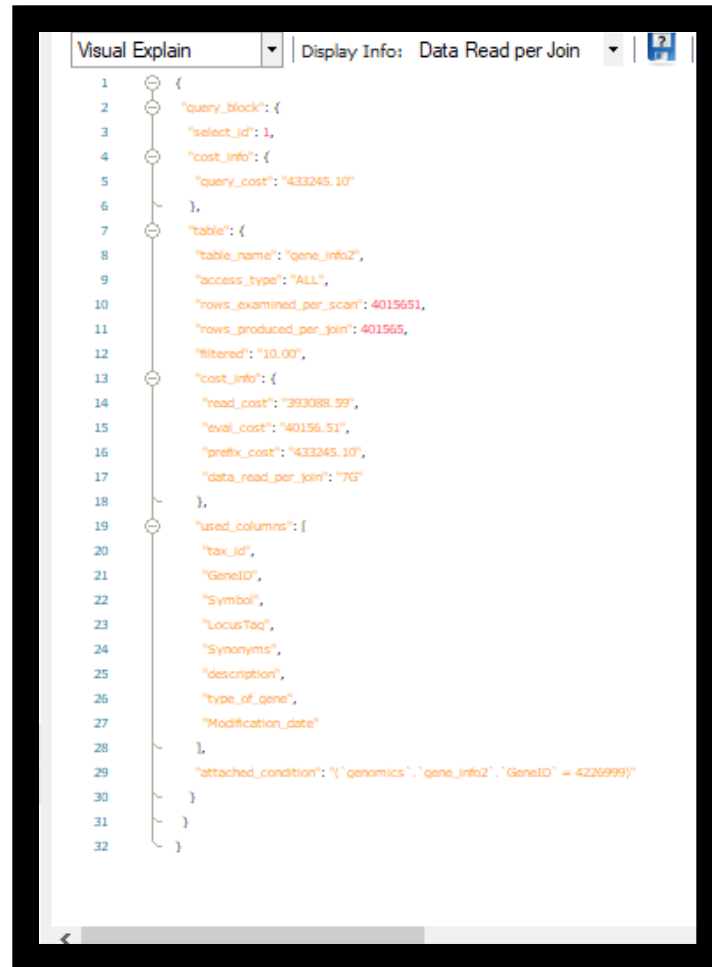 Visual Explain Display Info: Data Read per Join ?
1 {
2 "query_block": {
3 "select_id": 1,
4 "cost_info": {
5 "query_cost": "433245.10"
6 },
7 "table": {
8 "table_name": "gene_info2",
9 "access_type": "ALL",
10 "rows_examined_per_scan": 4015651,
11 "rows_produced_per_join": 401565,
12 "filtered": "10.00",
13 "cost_info": {
14 "read_cost": "393088.59",
15 "eval_cost": "40156.51",
16 "prefix_cost": "433245.10",
17 "data_read_per_join": "7G"
18 },
19 "used_columns": [
20 "tax_id",
21 "GeneID",
22 "Symbol",
23 "LocusTag",
24 "Synonyms",
25 "description",
26 "type_of_gene",
27 "Modification_date"
28 ],
29 "attached_condition": "(`genomics`.`gene_info2`.`GeneID` = 4226999)"
30 }
31 }
32 }